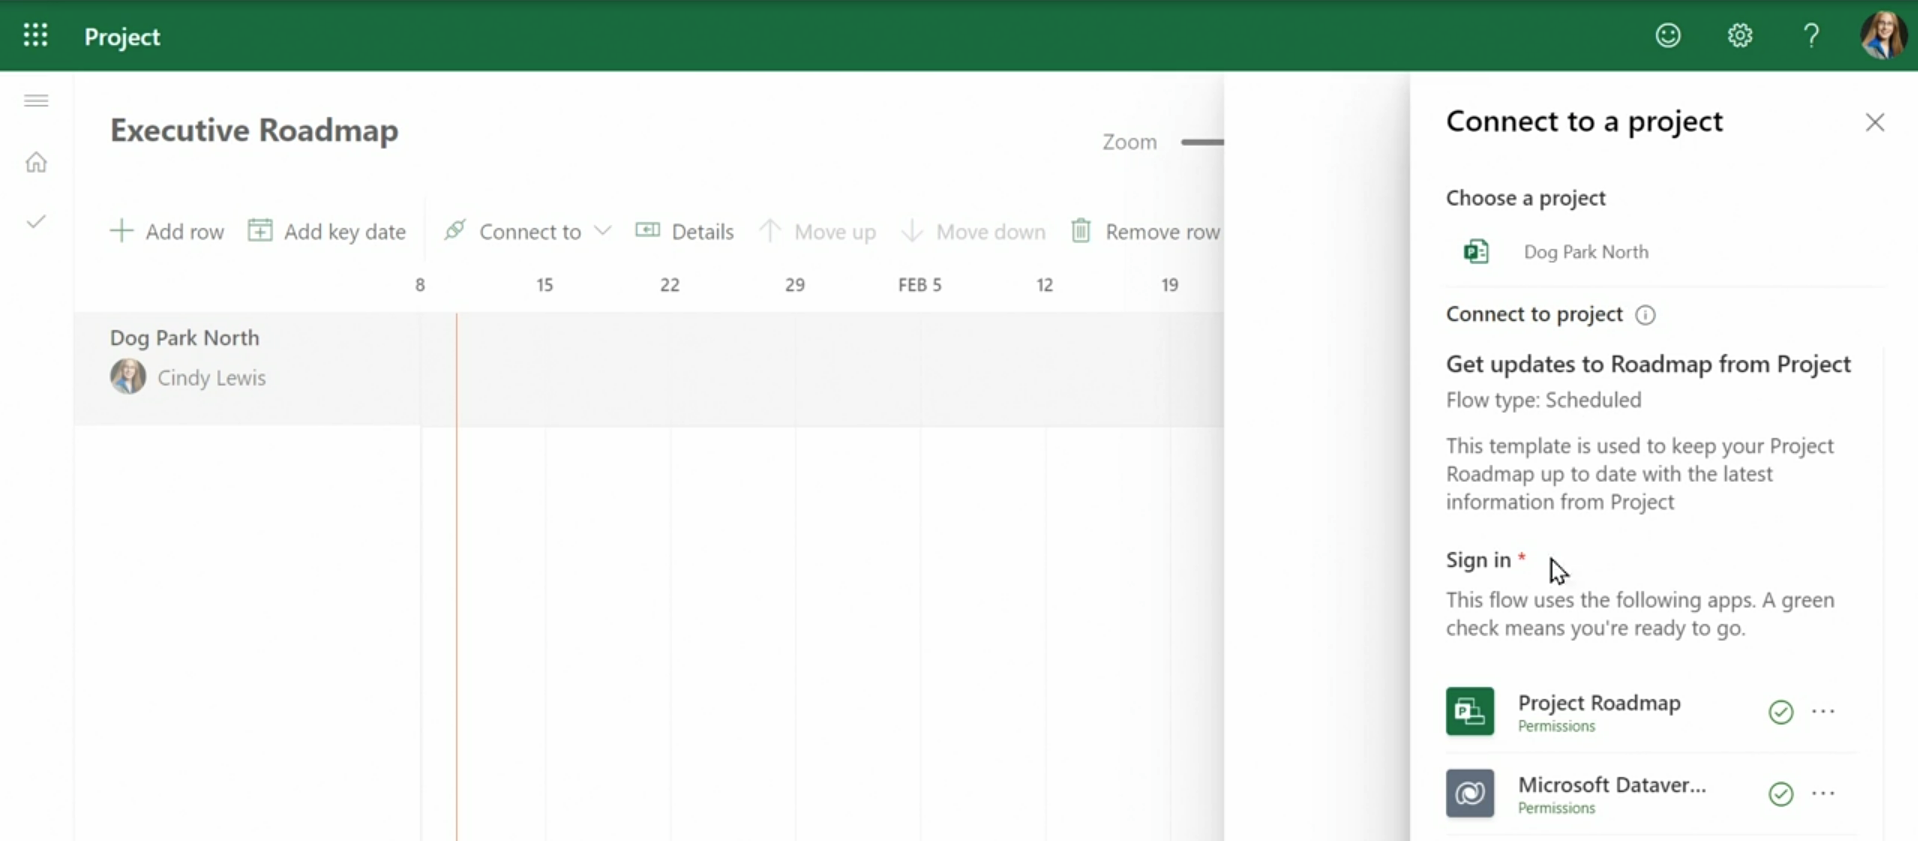 Project
Executive Roadmap
Zoom
Add row
Add key date
Connect to
Details
Move up
Move down
Remove row
8 15 22 29 FEB 5 12 19
Dog Park North
Cindy Lewis
Connect to a project
Choose a project
Dog Park North
Connect to project
Get updates to Roadmap from Project
Flow type: Scheduled
This template is used to keep your Project
Roadmap up to date with the latest
information from Project
Sign in *
This flow uses the following apps. A green
check means you're ready to go.
Project Roadmap
Permissions
Microsoft Dataver...
Permissions